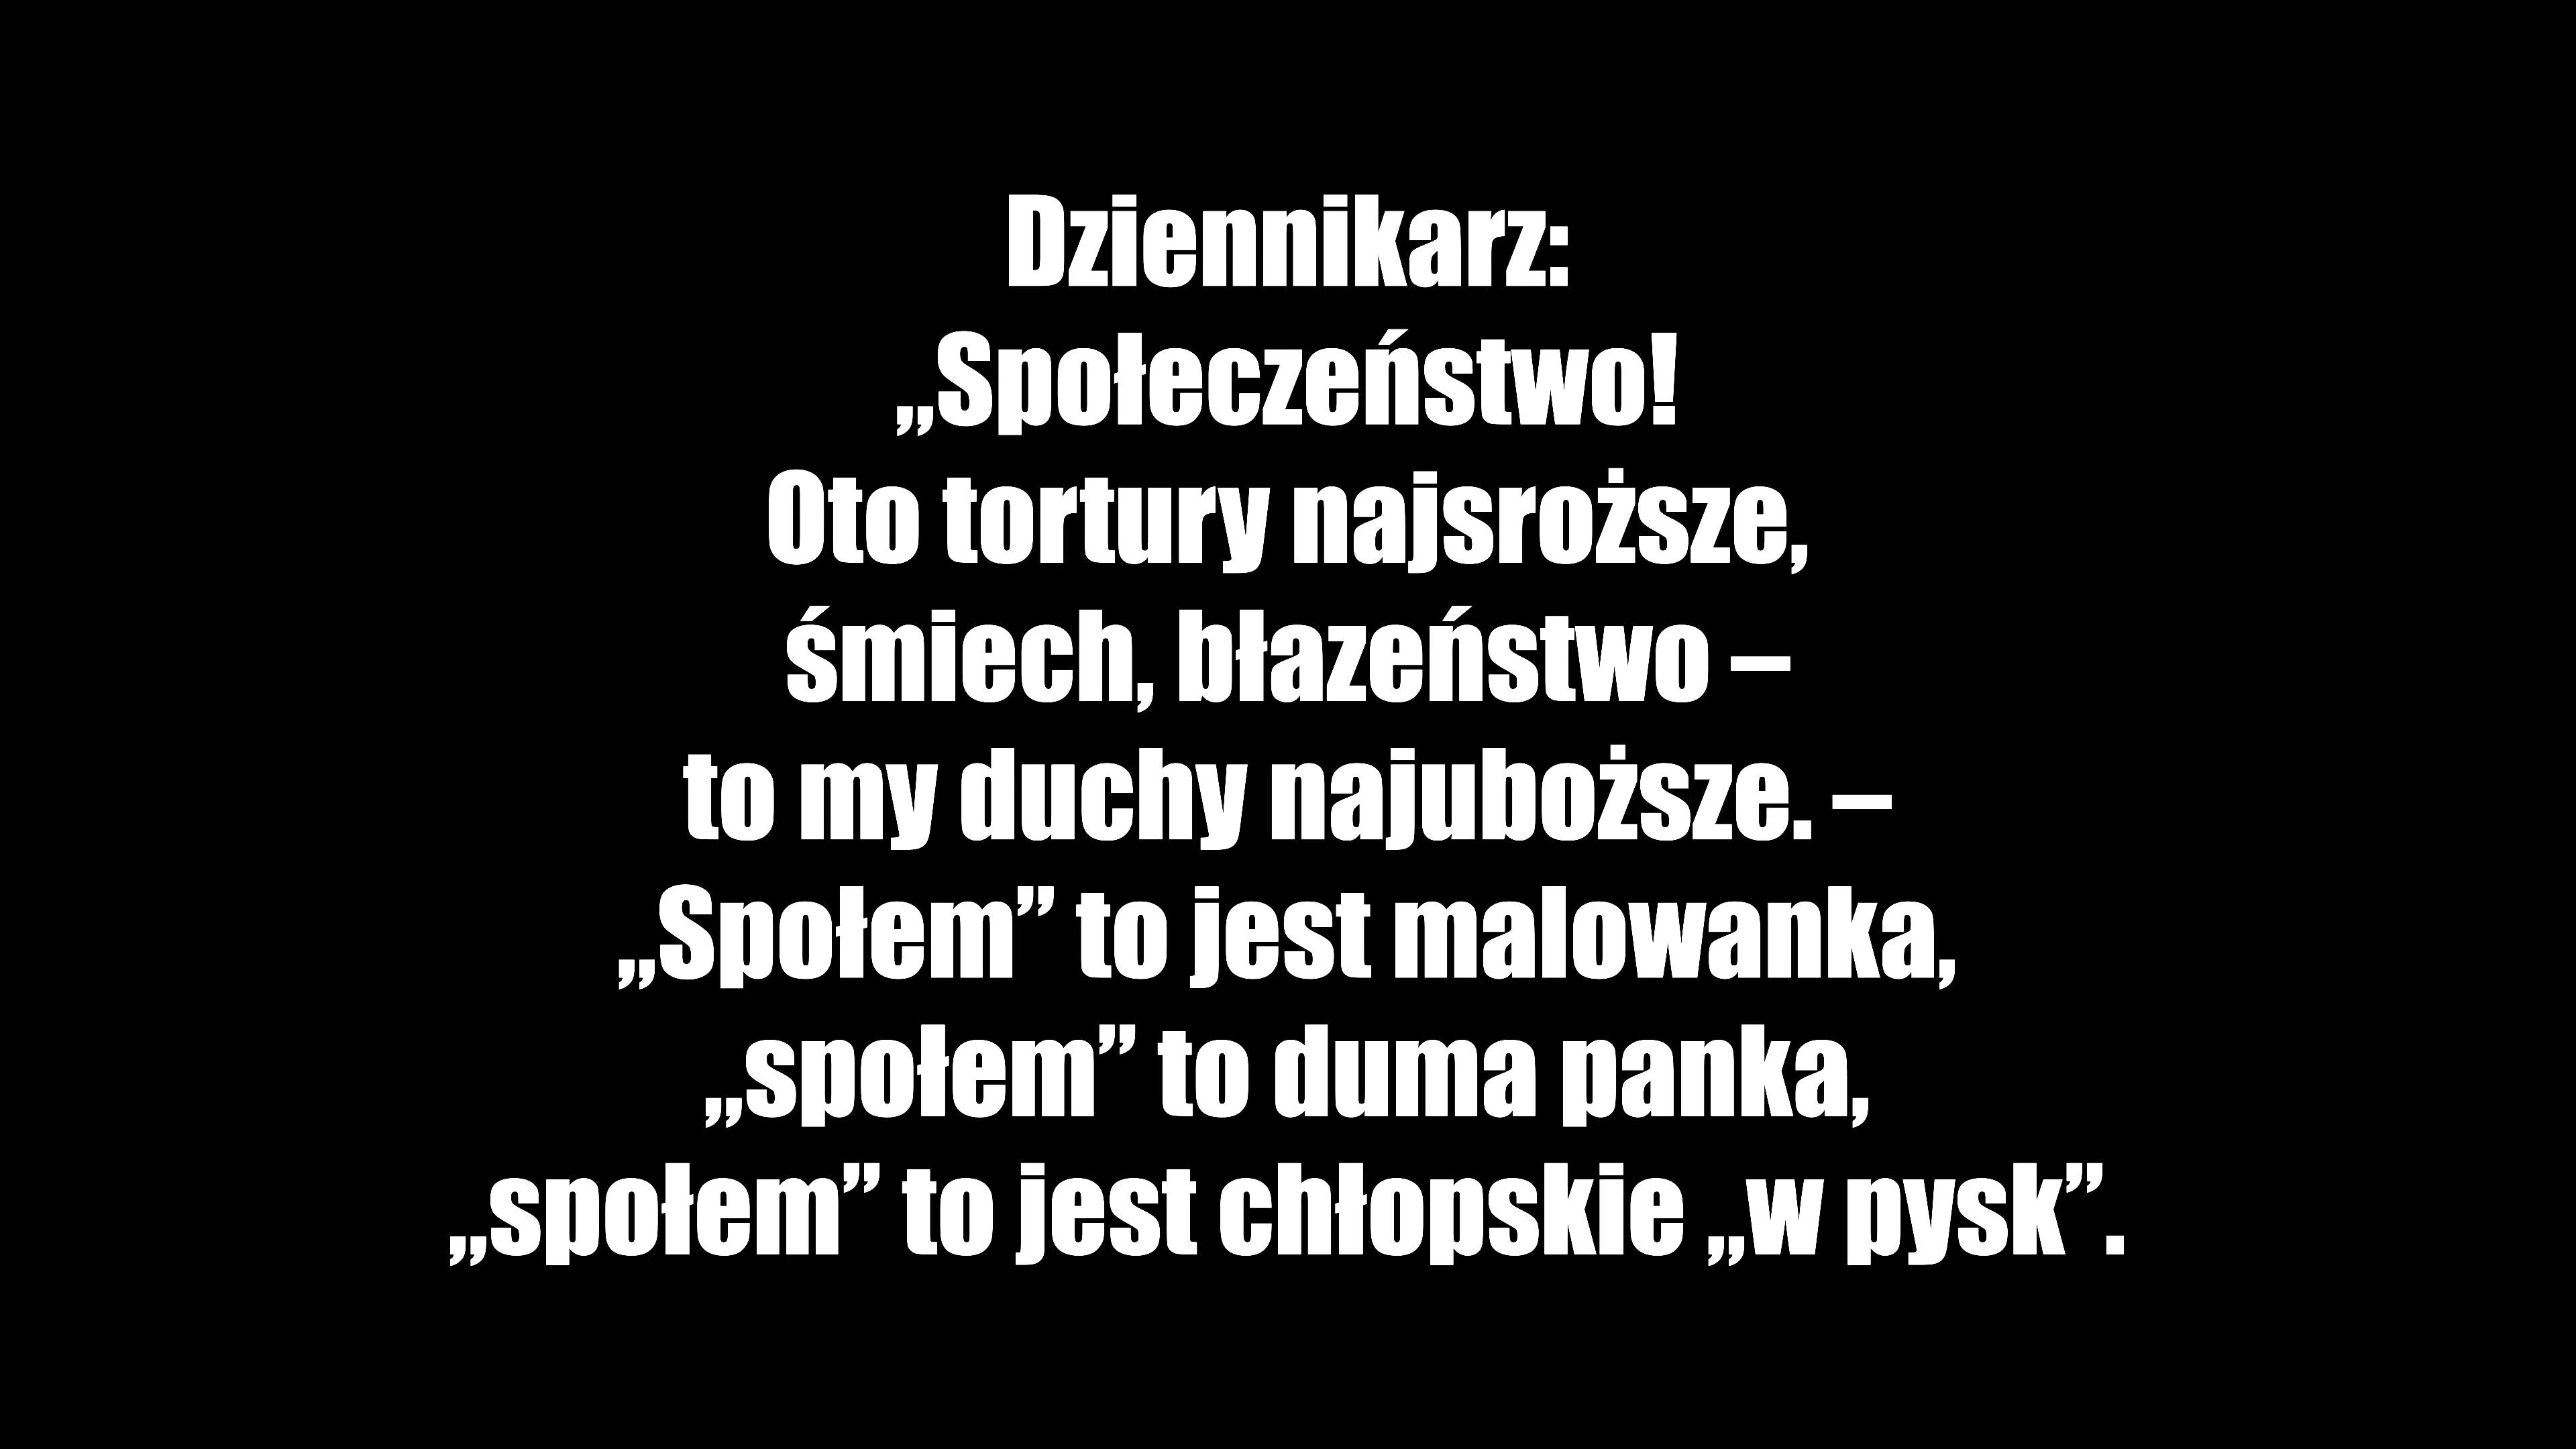 Dziennikarz:
„Społeczeństwo!
Oto tortury najsroższe,
śmiech, błazeństwo –
to my duchy najuboższe. –
„Społem” to jest malowanka,
„społem” to duma panka,
„społem” to jest chłopskie „w pysk”.